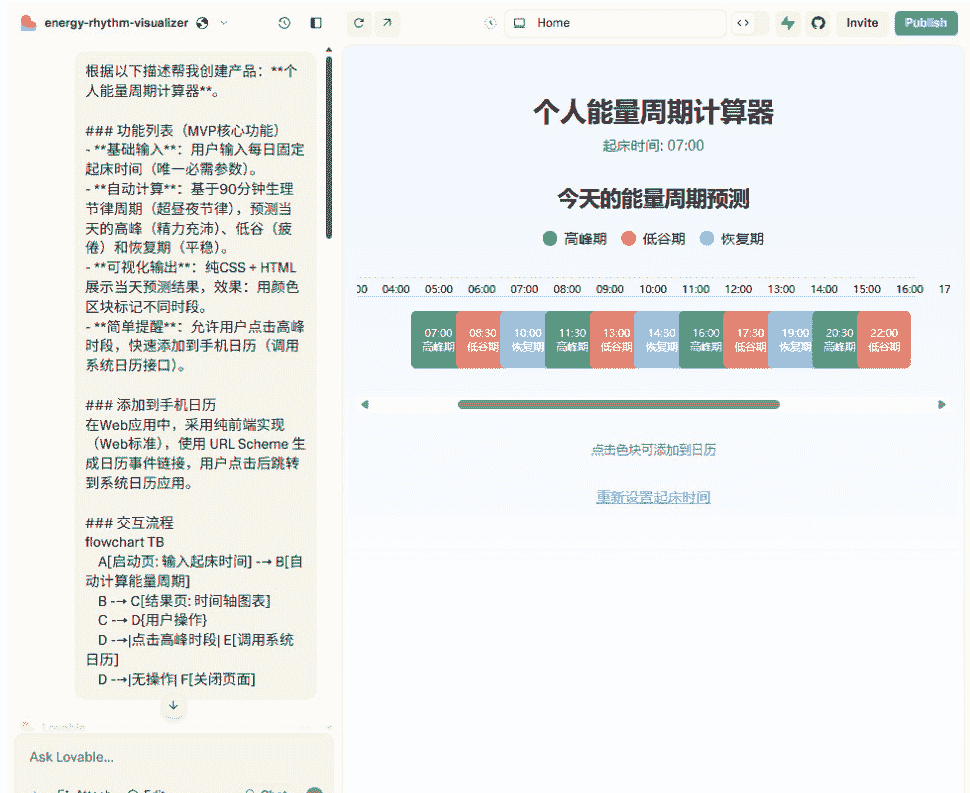 energy-rhythm-visualizer
Home
Invite
Publish
根据以下描述帮我创建产品：**个
人能量周期计算器**。
### 功能列表（MVP核心功能）
- **基础输入**：用户输入每日固定
起床时间（唯一必需参数）。
- **自动计算**：基于90分钟生理
节律周期（超昼夜节律），预测当
天的高峰（精力充沛）、低谷（疲
倦）和恢复期（平稳）。
- **可视化输出**：纯CSS + HTML
展示当天预测结果，效果：用颜色
区块标记不同时段。
- **简单提醒**：允许用户点击高峰
时段，快速添加到手机日历（调用
系统日历接口）。
### 添加到手机日历
在Web应用中，采用纯前端实现
（Web标准），使用 URL Scheme 生
成日历事件链接，用户点击后跳转
到系统日历应用。
### 交互流程
flowchart TB
A[启动页: 输入起床时间] --> B[自
动计算能量周期]
B --> C[结果页: 时间轴图表]
C --> D{用户操作}
D -->|点击高峰时段| E[调用系统
日历]
D -->|无操作| F[关闭页面]
Lovable
Ask Lovable...
Attach Edit Chat
个人能量周期计算器
起床时间: 07:00
今天的能量周期预测
高峰期 低谷期 恢复期
00 04:00 05:00 06:00 07:00 08:00 09:00 10:00 11:00 12:00 13:00 14:00 15:00 16:00 17
07:00 08:30 10:00 11:30 13:00 14:30 16:00 17:30 19:00 20:30 22:00
高峰期 低谷期 恢复期 高峰期 低谷期 恢复期 高峰期 低谷期 恢复期 高峰期 低谷期
点击色块可添加到日历
重新设置起床时间